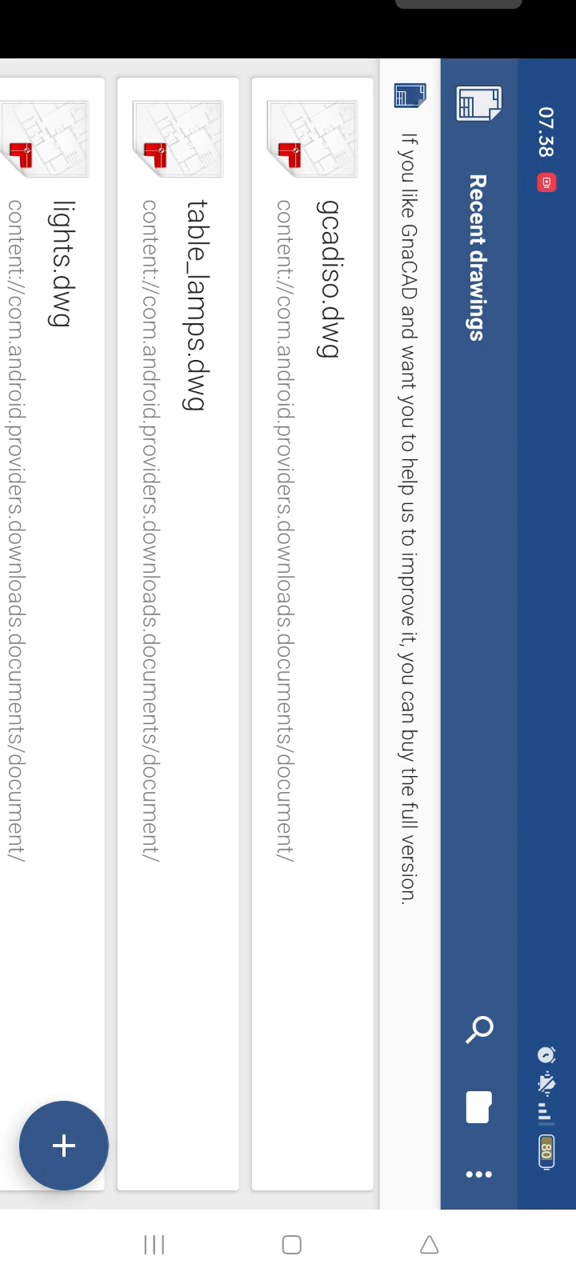 07.38
80
Recent drawings
If you like GnaCAD and want you to help us to improve it, you can buy the full version.
gcadiso.dwg
content://com.android.providers.downloads.documents/document/
table_lamps.dwg
content://com.android.providers.downloads.documents/document/
lights.dwg
content://com.android.providers.downloads.documents/document/